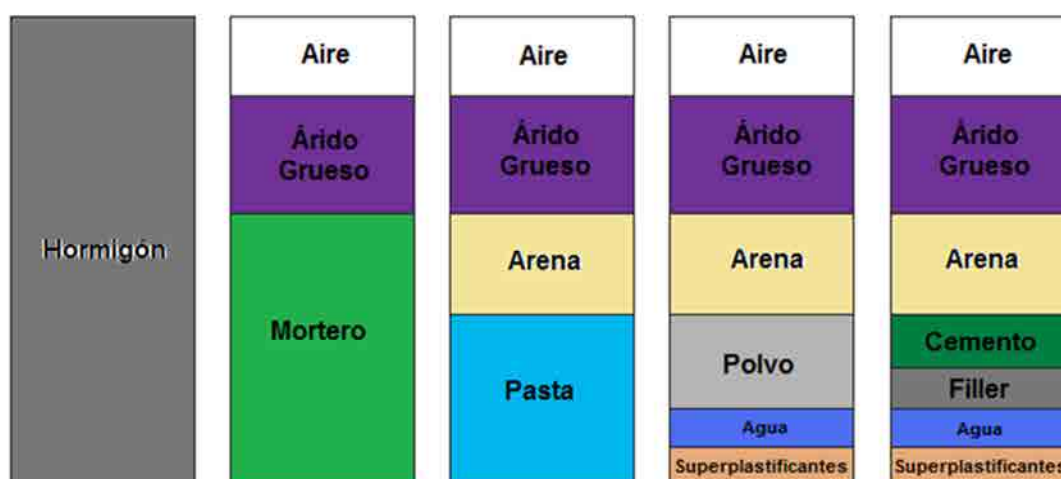 Hormigón
Aire
Árido
Grueso
Mortero
Aire
Árido
Grueso
Arena
Pasta
Aire
Árido
Grueso
Arena
Polvo
Agua
Superplastificantes
Aire
Árido
Grueso
Arena
Cemento
Filler
Agua
Superplastificantes